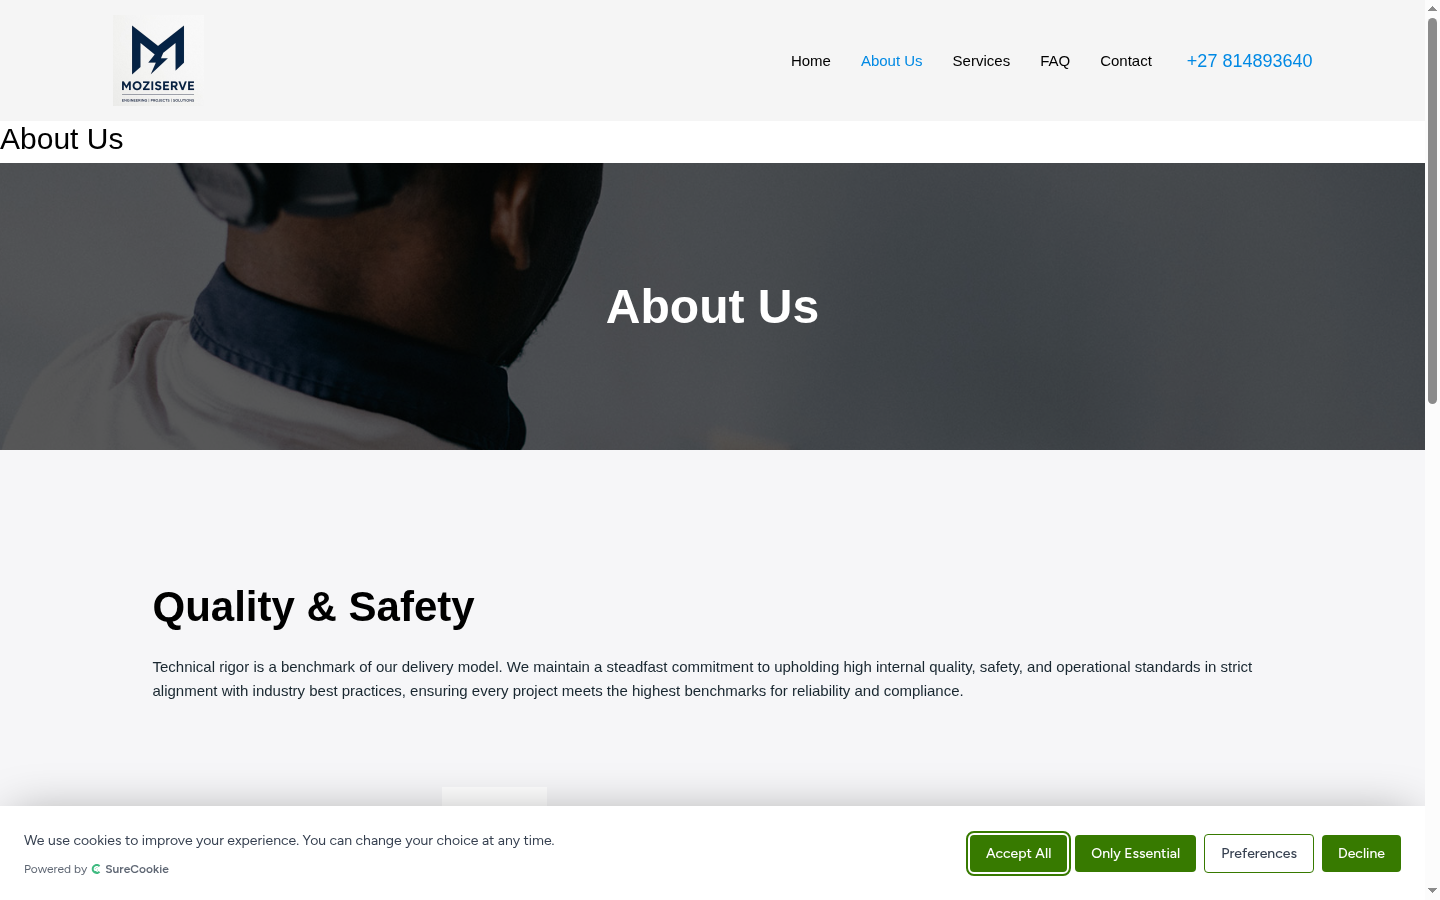 MOZISERVE
ENGINEERING | PROJECTS | SOLUTIONS
Home
About Us
Services
FAQ
Contact
+27 814893640
About Us
About Us
Quality & Safety
Technical rigor is a benchmark of our delivery model. We maintain a steadfast commitment to upholding high internal quality, safety, and operational standards in strict
alignment with industry best practices, ensuring every project meets the highest benchmarks for reliability and compliance.
We use cookies to improve your experience. You can change your choice at any time.
Powered by SureCookie
Accept All
Only Essential
Preferences
Decline